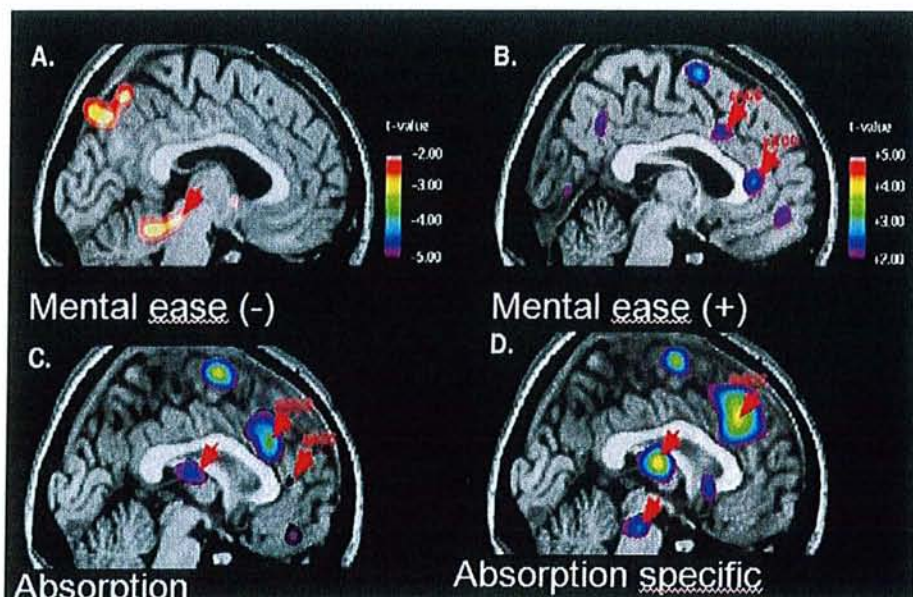 A.
B.
t-value
-2.00
-3.00
-4.00
-5.00
t-value
+5.00
+4.00
+3.00
+2.00
Mental ease (-)
Mental ease (+)
C.
D.
Absorption
Absorption specific